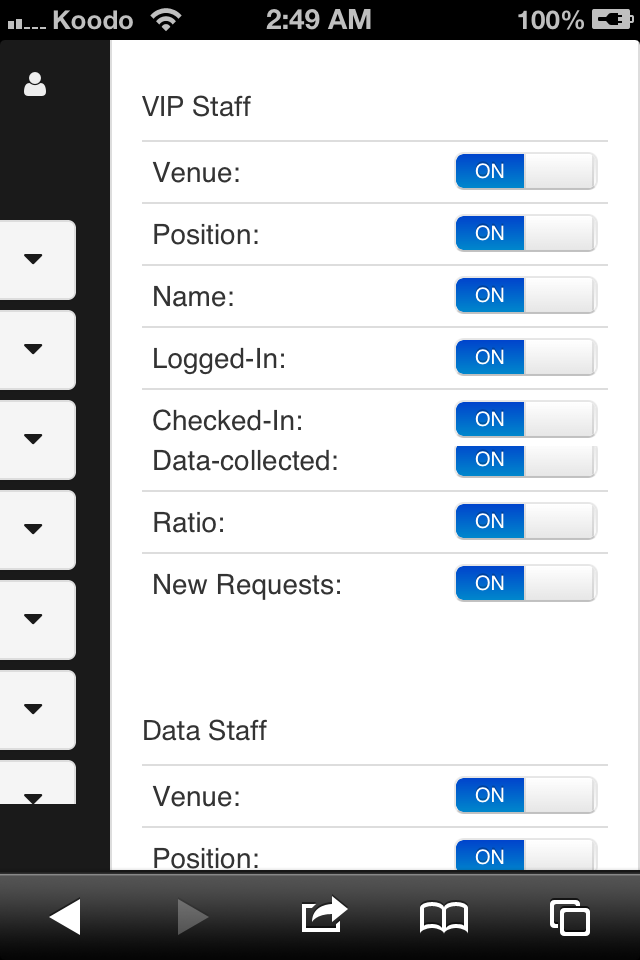 Koodo 2:49 AM 100%
VIP Staff
Venue: ON
Position: ON
Name: ON
Logged-In: ON
Checked-In: ON
Data-collected: ON
Ratio: ON
New Requests: ON
Data Staff
Venue: ON
Position: ON